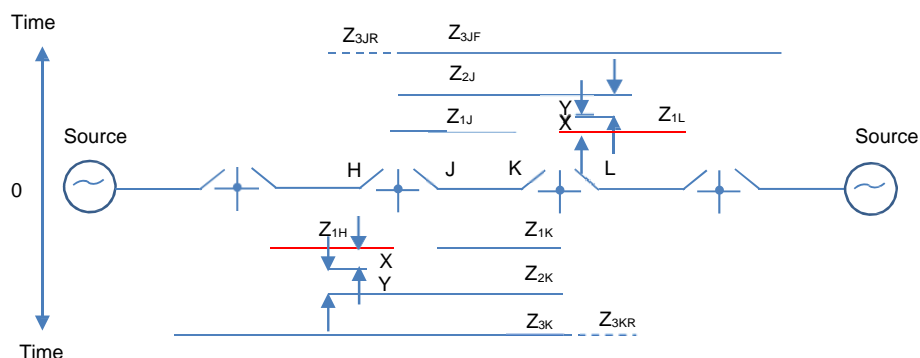 Time
Z3JR
Z3JF
Z2J
Y
X
Z1J
Z1L
Source
Source
0
H
J
K
L
Z1H
Z1K
X
Y
Z2K
Z3K
Z3KR
Time